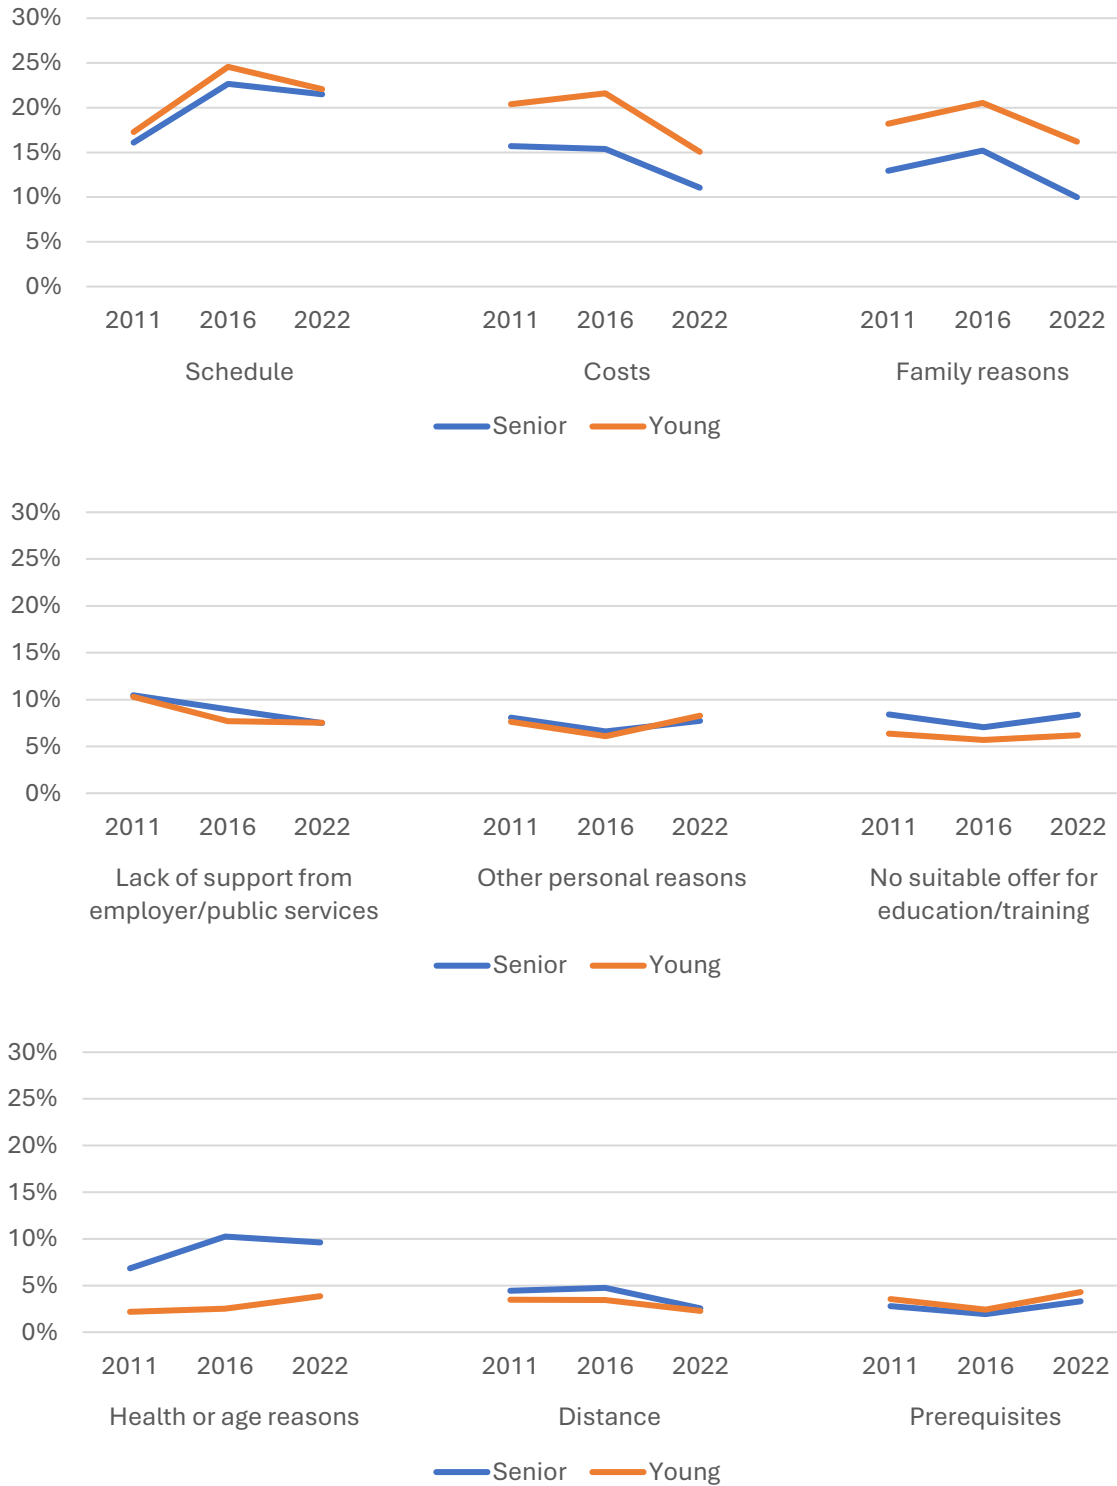 30%
25%
20%
15%
10%
5%
0%
2011 2016 2022 2011 2016 2022 2011 2016 2022
Schedule Costs Family reasons
Senior Young
30%
25%
20%
15%
10%
5%
0%
2011 2016 2022 2011 2016 2022 2011 2016 2022
Lack of support from Other personal reasons No suitable offer for
employer/public services education/training
Senior Young
30%
25%
20%
15%
10%
5%
0%
2011 2016 2022 2011 2016 2022 2011 2016 2022
Health or age reasons Distance Prerequisites
Senior Young